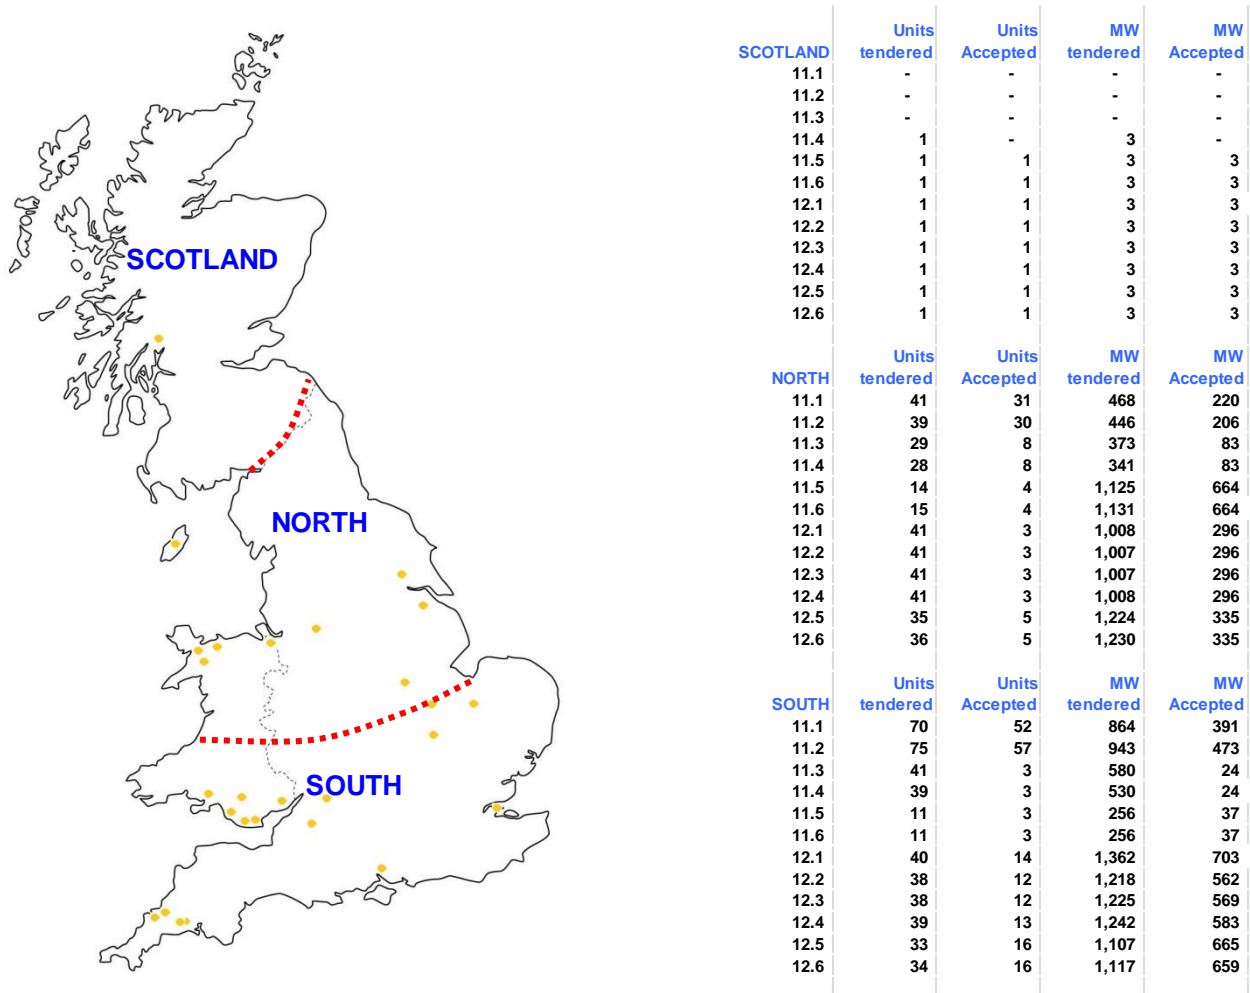 SCOTLAND
NORTH
SOUTH
Units Units MW MW
SCOTLAND tendered Accepted tendered Accepted
11.1 - - - -
11.2 - - - -
11.3 - - - -
11.4 1 - 3 -
11.5 1 1 3 3
11.6 1 1 3 3
12.1 1 1 3 3
12.2 1 1 3 3
12.3 1 1 3 3
12.4 1 1 3 3
12.5 1 1 3 3
12.6 1 1 3 3
Units Units MW MW
NORTH tendered Accepted tendered Accepted
11.1 41 31 468 220
11.2 39 30 446 206
11.3 29 8 373 83
11.4 28 8 341 83
11.5 14 4 1,125 664
11.6 15 4 1,131 664
12.1 41 3 1,008 296
12.2 41 3 1,007 296
12.3 41 3 1,007 296
12.4 41 3 1,008 296
12.5 35 5 1,224 335
12.6 36 5 1,230 335
Units Units MW MW
SOUTH tendered Accepted tendered Accepted
11.1 70 52 864 391
11.2 75 57 943 473
11.3 41 3 580 24
11.4 39 3 530 24
11.5 11 3 256 37
11.6 11 3 256 37
12.1 40 14 1,362 703
12.2 38 12 1,218 562
12.3 38 12 1,225 569
12.4 39 13 1,242 583
12.5 33 16 1,107 665
12.6 34 16 1,117 659